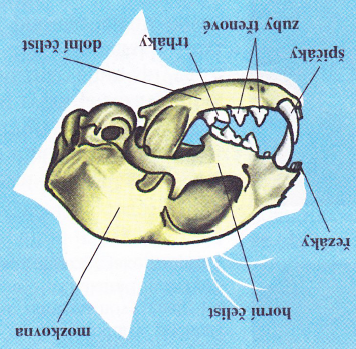 mozkovna
horní čelist
řezáky
špičáky
zuby třenové
trháky
dolní čelist